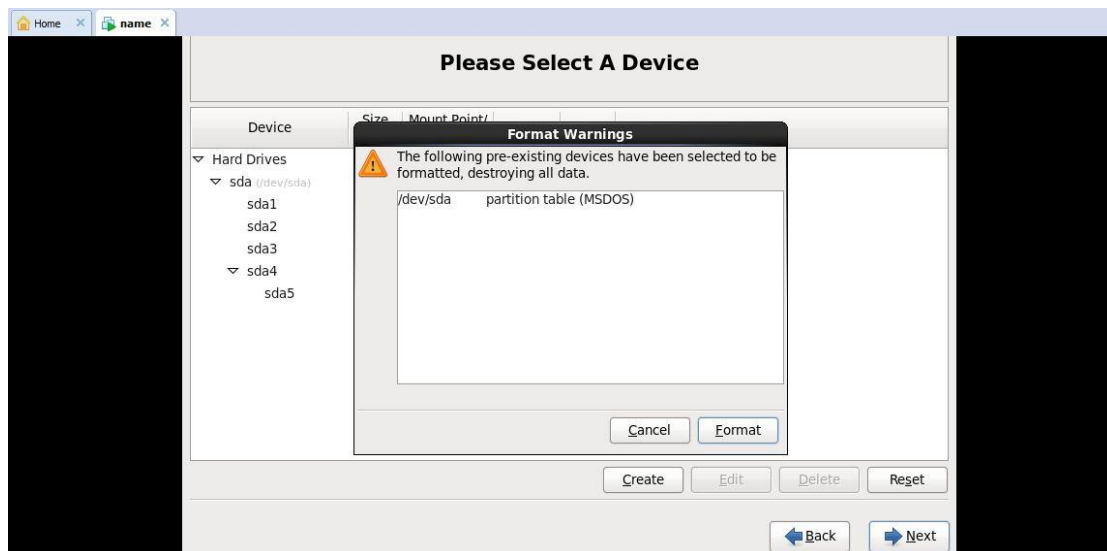 Home
name
Please Select A Device
Device
Size
Mount Point/
Format Warnings
The following pre-existing devices have been selected to be
formatted, destroying all data.
/dev/sda partition table (MSDOS)
Hard Drives
sda (/dev/sda)
sda1
sda2
sda3
sda4
sda5
Cancel Format
Create Edit Delete Reset
Back Next